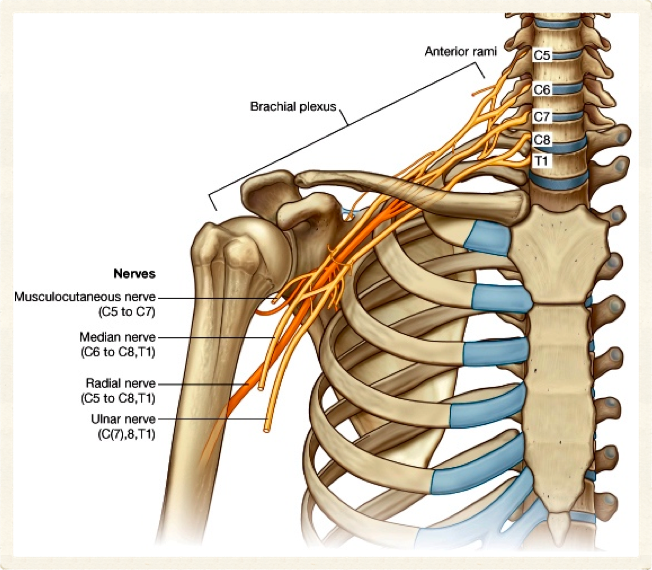 Anterior rami
C5
C6
Brachial plexus
C7
C8
T1
Nerves
Musculocutaneous nerve
(C5 to C7)
Median nerve
(C6 to C8,T1)
Radial nerve
(C5 to C8,T1)
Ulnar nerve
(C(7),8,T1)